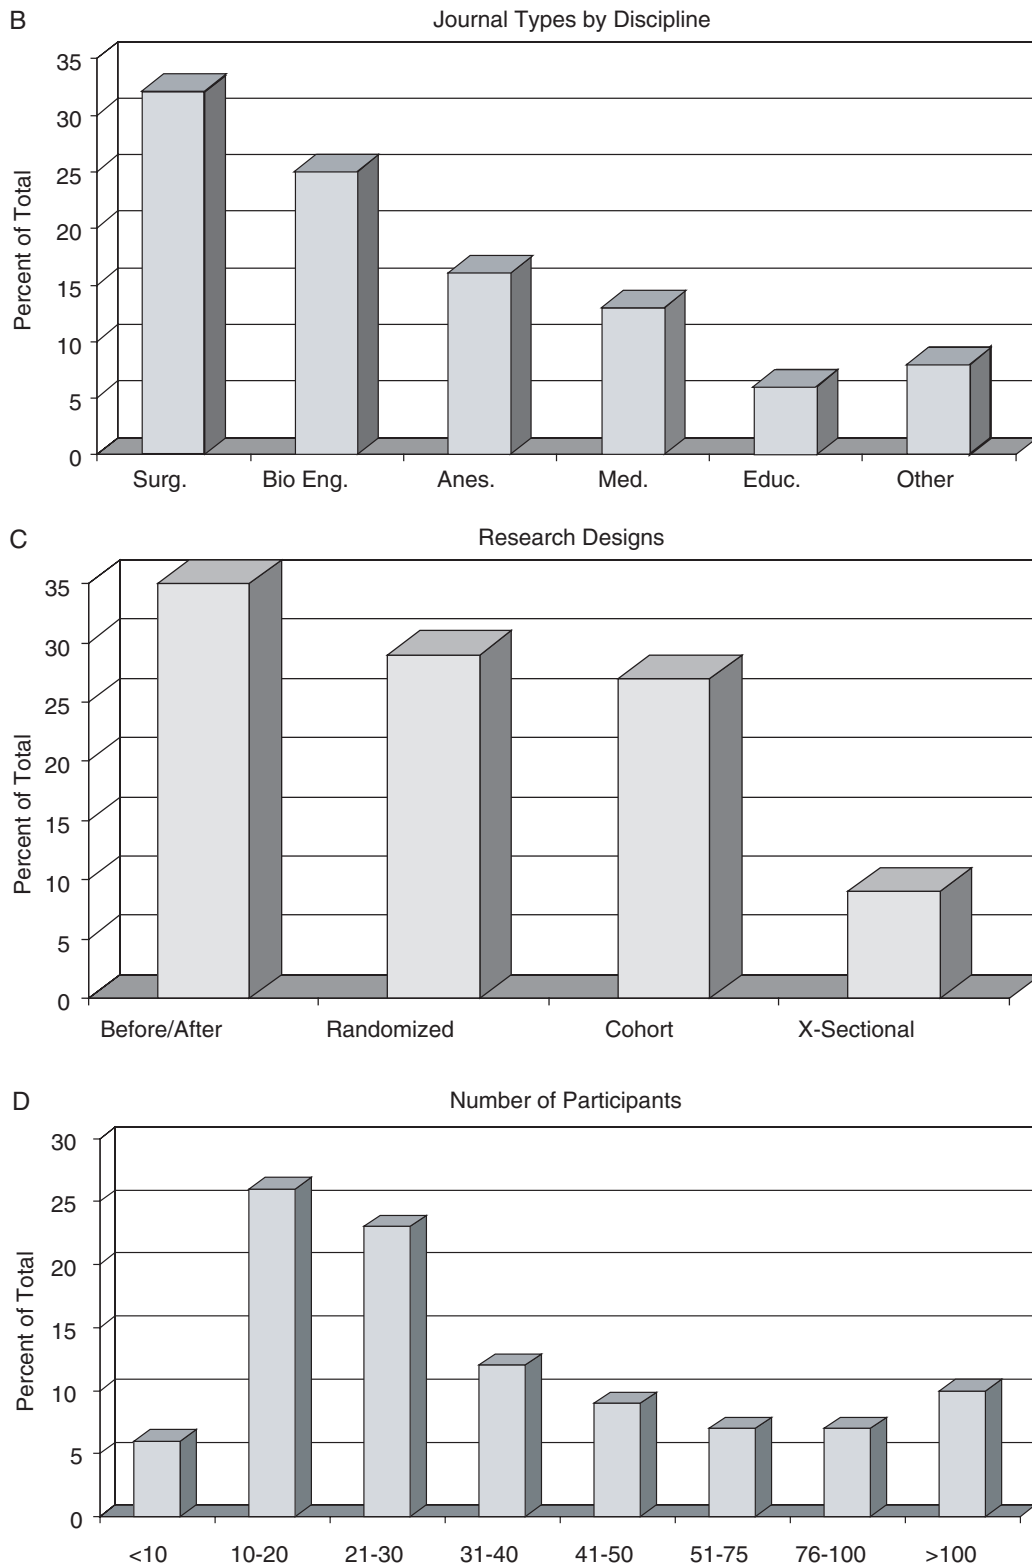 B
Journal Types by Discipline
35
30
25
20
15
10
5
0
Percent of Total
Surg. Bio Eng. Anes. Med. Educ. Other
C
Research Designs
35
30
25
20
15
10
5
0
Percent of Total
Before/After Randomized Cohort X-Sectional
D
Number of Participants
30
25
20
15
10
5
0
Percent of Total
<10 10-20 21-30 31-40 41-50 51-75 76-100 >100